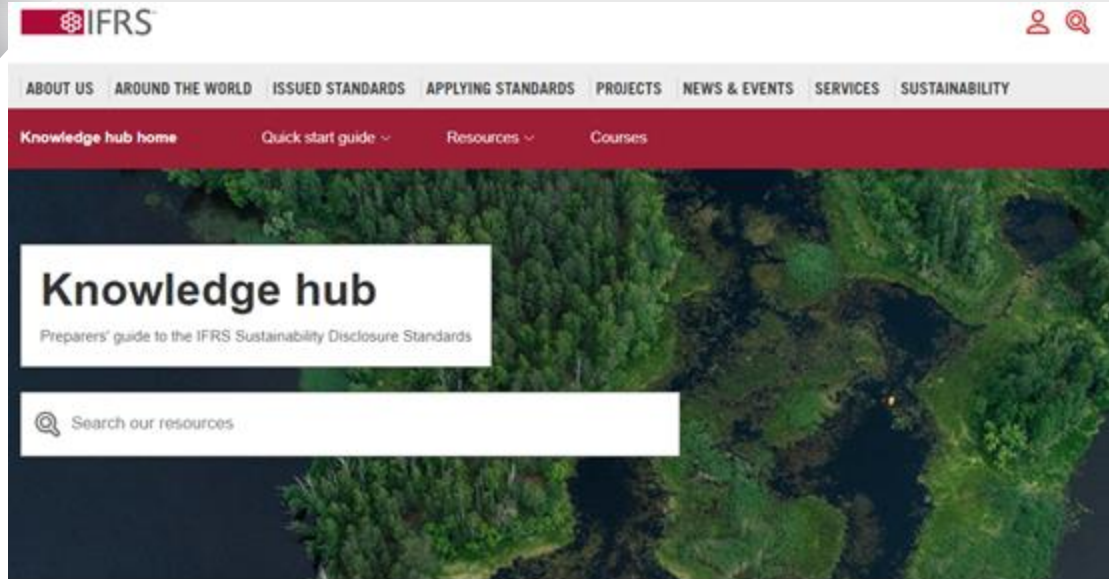 IFRS
ABOUT US AROUND THE WORLD ISSUED STANDARDS APPLYING STANDARDS PROJECTS NEWS & EVENTS SERVICES SUSTAINABILITY
Knowledge hub home Quick start guide Resources Courses
Knowledge hub
Preparers' guide to the IFRS Sustainability Disclosure Standards
Search our resources